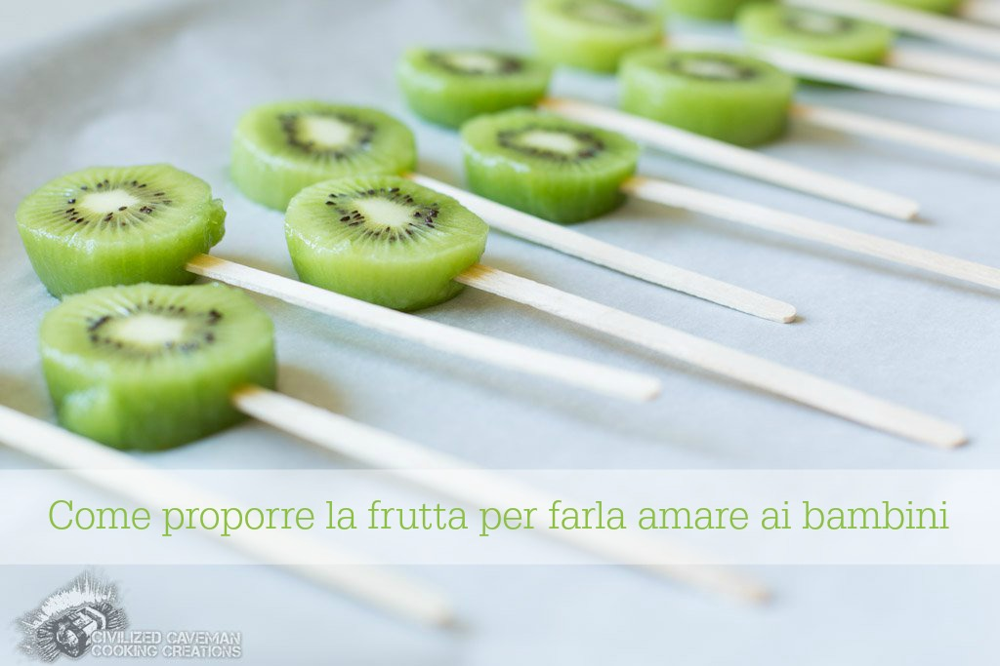 Come proporre la frutta per farla amare ai bambini
CIVILIZED CAVEMAN
COOKING CREATIONS